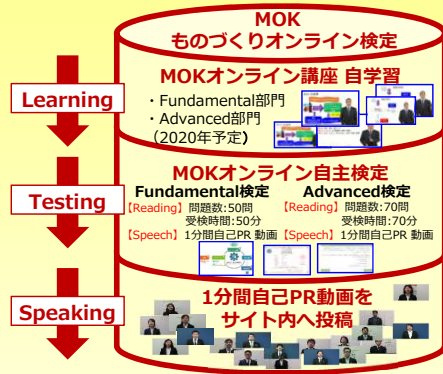 MOK
ものづくりオンライン検定
MOKオンライン講座 自学習
Learning
・Fundamental部門
・Advanced部門
（2020年予定）
MOKオンライン自主検定
Testing
Fundamental検定
【Reading】問題数:50問
受検時間:50分
【Speech】1分間自己PR 動画
Advanced検定
【Reading】問題数:70問
受検時間:70分
【Speech】1分間自己PR 動画
Speaking
1分間自己PR動画を
サイト内へ投稿